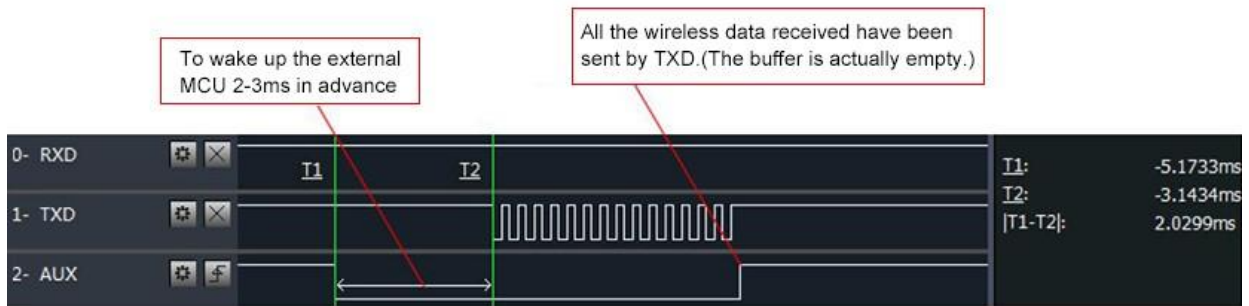 To wake up the external
MCU 2-3ms in advance
All the wireless data received have been
sent by TXD.(The buffer is actually empty.)
0- RXD
T1
T2
1- TXD
2- AUX
T1: -5.1733ms
T2: -3.1434ms
|T1-T2|: 2.0299ms